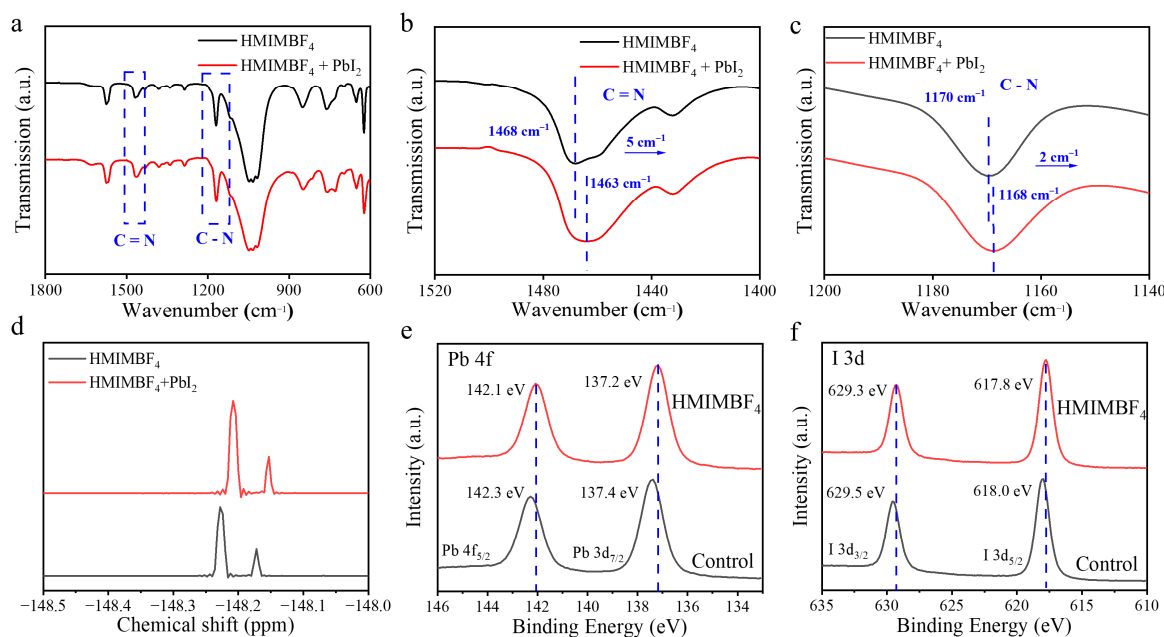 a
HMIMBF₄
HMIMBF₄ + PbI₂
C = N
C - N
Transmission (a.u.)
1800 1500 1200 900 600
Wavenumber (cm⁻¹)
b
HMIMBF₄
HMIMBF₄ + PbI₂
C = N
1468 cm⁻¹
5 cm⁻¹
1463 cm⁻¹
Transmission (a.u.)
1520 1480 1440 1400
Wavenumber (cm⁻¹)
c
HMIMBF₄
HMIMBF₄+ PbI₂
1170 cm⁻¹
C - N
2 cm⁻¹
1168 cm⁻¹
Transmission (a.u.)
1200 1180 1160 1140
Wavenumber (cm⁻¹)
d
HMIMBF₄
HMIMBF₄+PbI₂
−148.5 −148.4 −148.3 −148.2 −148.1 −148.0
Chemical shift (ppm)
e
Pb 4f
142.1 eV
137.2 eV
HMIMBF₄
142.3 eV
137.4 eV
Pb 4f₅/₂
Pb 3d₇/₂
Control
Intensity (a.u.)
146 144 142 140 138 136 134
Binding Energy (eV)
f
I 3d
629.3 eV
617.8 eV
HMIMBF₄
629.5 eV
618.0 eV
I 3d₃/₂
I 3d₅/₂
Control
Intensity (a.u.)
635 630 625 620 615 610
Binding Energy (eV)